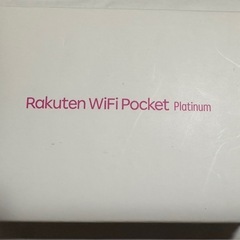 Rakuten WiFi Pocket Platinum